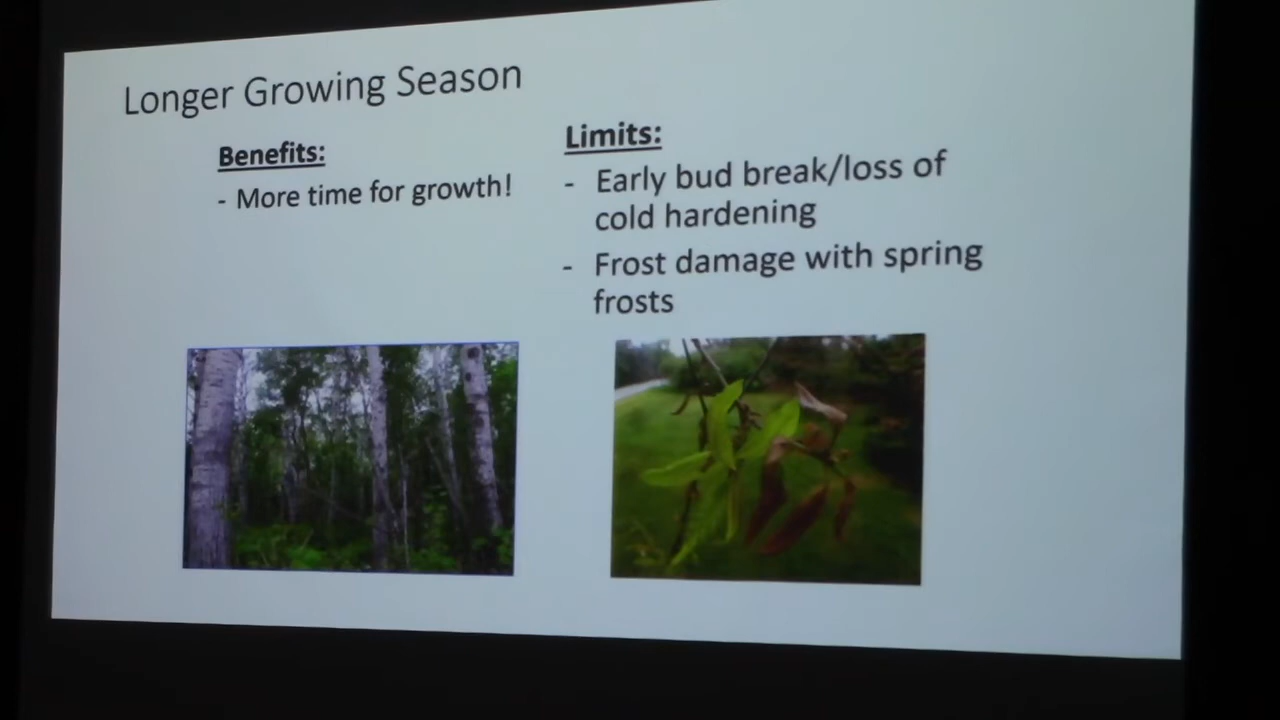 Longer Growing Season
Benefits:
- More time for growth!
Limits:
- Early bud break/loss of
cold hardening
- Frost damage with spring
frosts